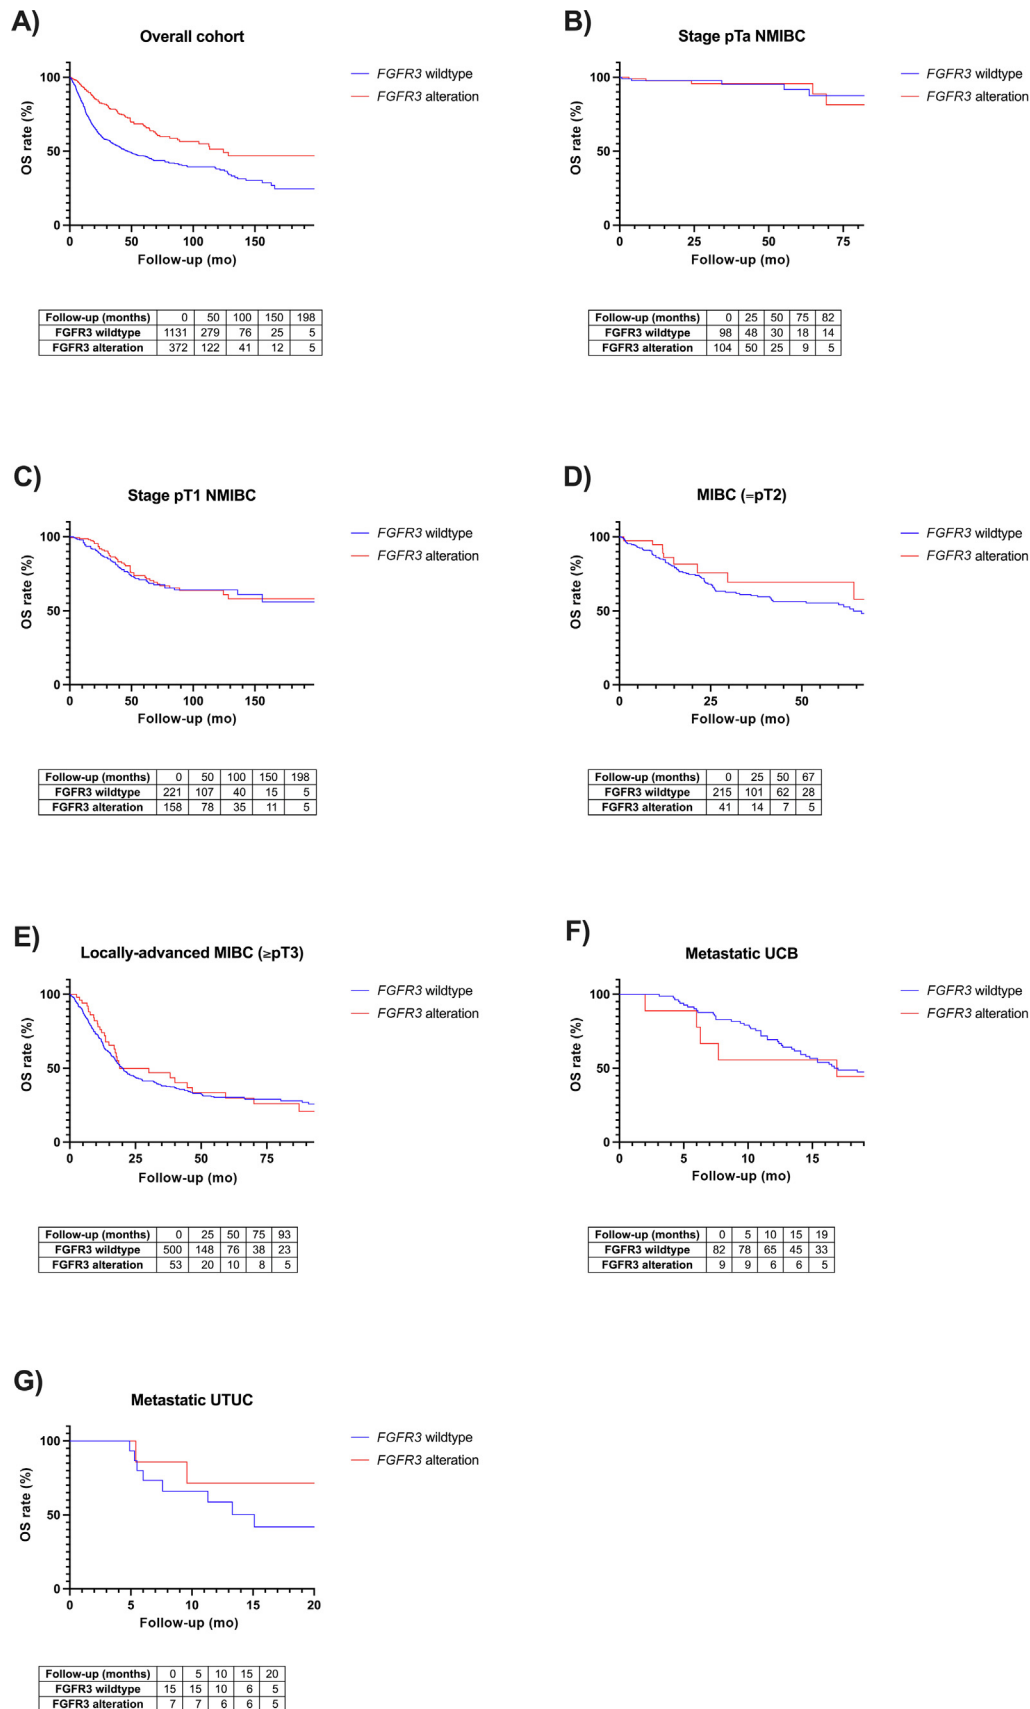 A)
Overall cohort
100
50
0
OS rate (%)
0 50 100 150
Follow-up (mo)
FGFR3 wildtype
FGFR3 alteration
Follow-up (months) 0 50 100 150 198
FGFR3 wildtype 1131 279 76 25 5
FGFR3 alteration 372 122 41 12 5
B)
Stage pTa NMIBC
100
50
0
OS rate (%)
0 25 50 75
Follow-up (mo)
FGFR3 wildtype
FGFR3 alteration
Follow-up (months) 0 25 50 75 82
FGFR3 wildtype 98 48 30 18 14
FGFR3 alteration 104 50 25 9 5
C)
Stage pT1 NMIBC
100
50
0
OS rate (%)
0 50 100 150
Follow-up (mo)
FGFR3 wildtype
FGFR3 alteration
Follow-up (months) 0 50 100 150 198
FGFR3 wildtype 221 107 40 15 5
FGFR3 alteration 158 78 35 11 5
D)
MIBC (=pT2)
100
50
0
OS rate (%)
0 25 50
Follow-up (mo)
FGFR3 wildtype
FGFR3 alteration
Follow-up (months) 0 25 50 67
FGFR3 wildtype 215 101 62 28
FGFR3 alteration 41 14 7 5
E)
Locally-advanced MIBC (≥pT3)
100
50
0
OS rate (%)
0 25 50 75
Follow-up (mo)
FGFR3 wildtype
FGFR3 alteration
Follow-up (months) 0 25 50 75 93
FGFR3 wildtype 500 148 76 38 23
FGFR3 alteration 53 20 10 8 5
F)
Metastatic UCB
100
50
0
OS rate (%)
0 5 10 15
Follow-up (mo)
FGFR3 wildtype
FGFR3 alteration
Follow-up (months) 0 5 10 15 19
FGFR3 wildtype 82 78 65 45 33
FGFR3 alteration 9 9 6 6 5
G)
Metastatic UTUC
100
50
0
OS rate (%)
0 5 10 15 20
Follow-up (mo)
FGFR3 wildtype
FGFR3 alteration
Follow-up (months) 0 5 10 15 20
FGFR3 wildtype 15 15 10 6 5
FGFR3 alteration 7 7 6 6 5